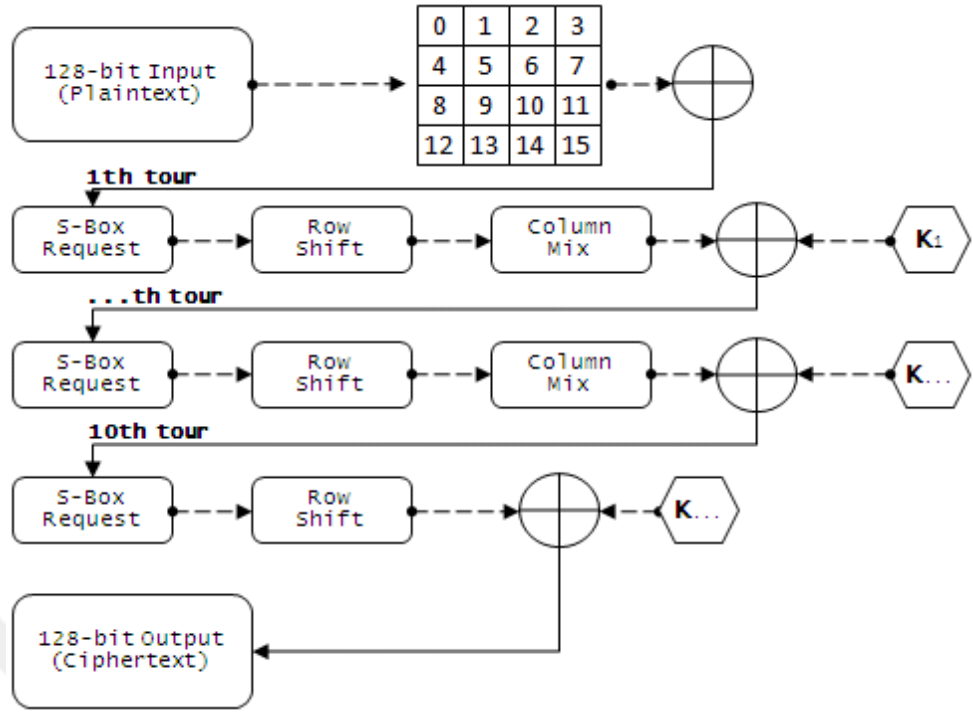 128-bit Input
(Plaintext)
0 1 2 3
4 5 6 7
8 9 10 11
12 13 14 15
1th tour
S-Box
Request
Row
Shift
Column
Mix
K1
...th tour
S-Box
Request
Row
Shift
Column
Mix
K...
10th tour
S-Box
Request
Row
Shift
K...
128-bit Output
(Ciphertext)